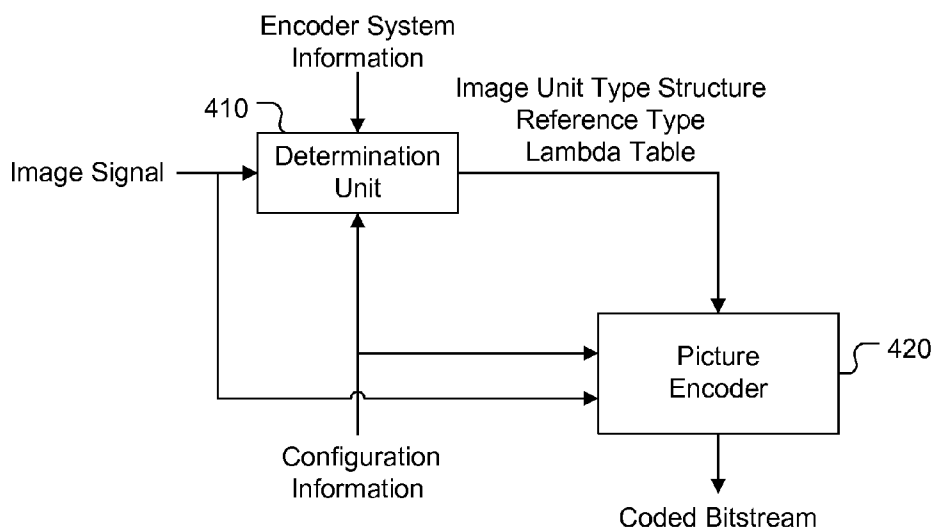 Encoder System
Information
410
Image Unit Type Structure
Reference Type
Lambda Table
Image Signal
Determination
Unit
Picture
Encoder
420
Configuration
Information
Coded Bitstream